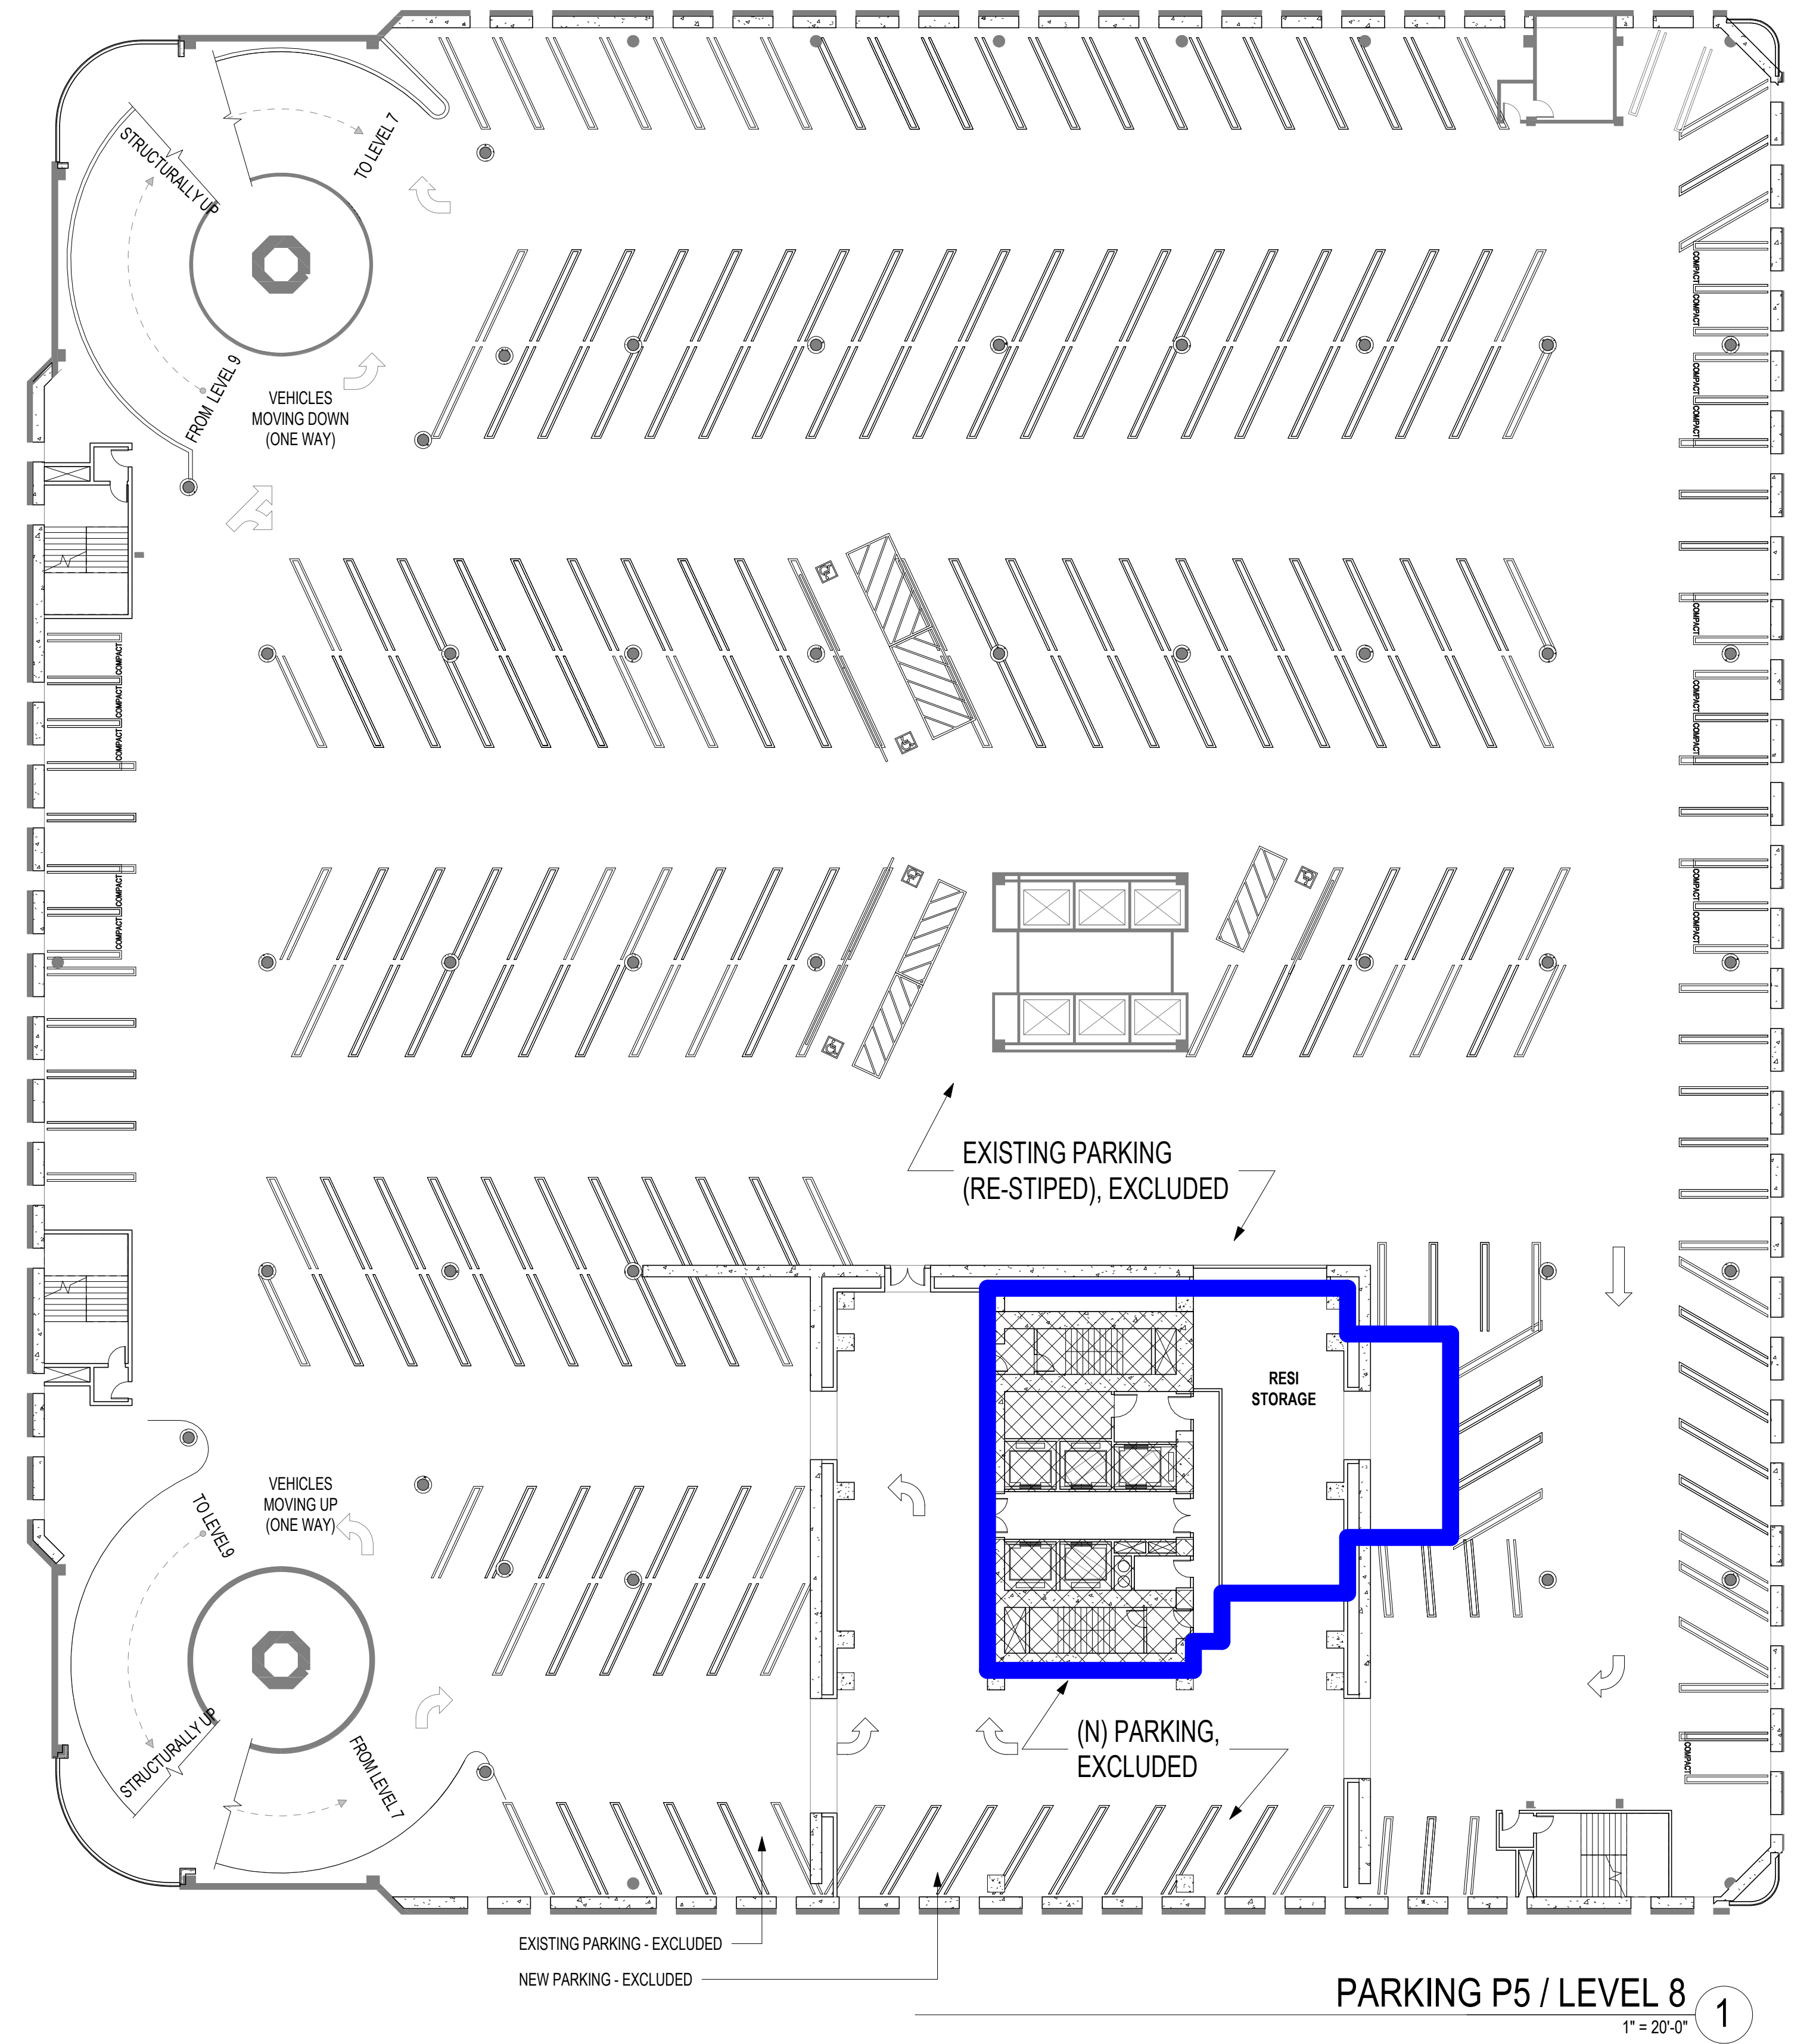 TO LEVEL 7
STRUCTURALLY UP
FROM LEVEL 9
VEHICLES
MOVING DOWN
(ONE WAY)
COMPACT
COMPACT
COMPACT
COMPACT
COMPACT
COMPACT
COMPACT
COMPACT
COMPACT
COMPACT
COMPACT
COMPACT
COMPACT
COMPACT
EXISTING PARKING
(RE-STIPED), EXCLUDED
RESI
STORAGE
VEHICLES
MOVING UP
(ONE WAY)
TO LEVEL9
STRUCTURALLY UP
FROM LEVEL 7
(N) PARKING,
EXCLUDED
COMPACT
EXISTING PARKING - EXCLUDED
NEW PARKING - EXCLUDED
PARKING P5 / LEVEL 8
1
1" = 20'-0"